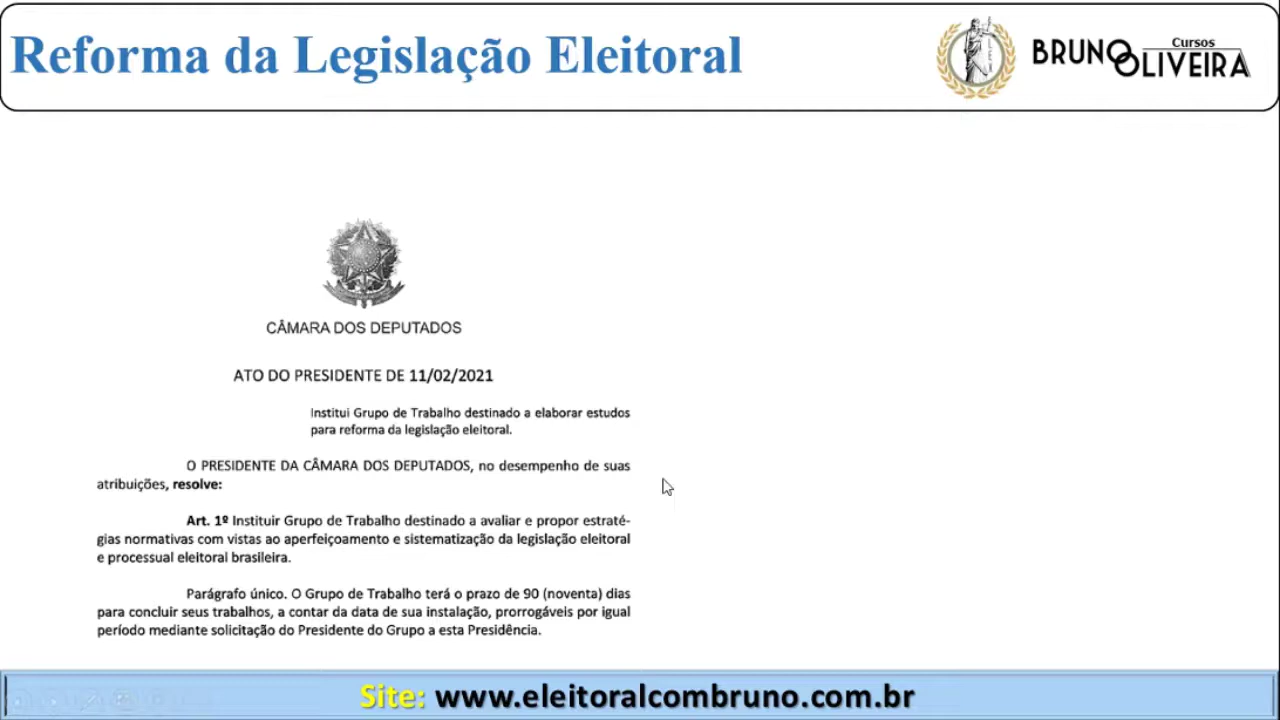 Reforma da Legislação Eleitoral
Cursos
BRUNO
OLIVEIRA
CÂMARA DOS DEPUTADOS
ATO DO PRESIDENTE DE 11/02/2021
Institui Grupo de Trabalho destinado a elaborar estudos
para reforma da legislação eleitoral.
O PRESIDENTE DA CÂMARA DOS DEPUTADOS, no desempenho de suas
atribuições, resolve:
Art. 1º Instituir Grupo de Trabalho destinado a avaliar e propor estraté-
gias normativas com vistas ao aperfeiçoamento e sistematização da legislação eleitoral
e processual eleitoral brasileira.
Parágrafo único. O Grupo de Trabalho terá o prazo de 90 (noventa) dias
para concluir seus trabalhos, a contar da data de sua instalação, prorrogáveis por igual
período mediante solicitação do Presidente do Grupo a esta Presidência.
Site: www.eleitoralcombruno.com.br